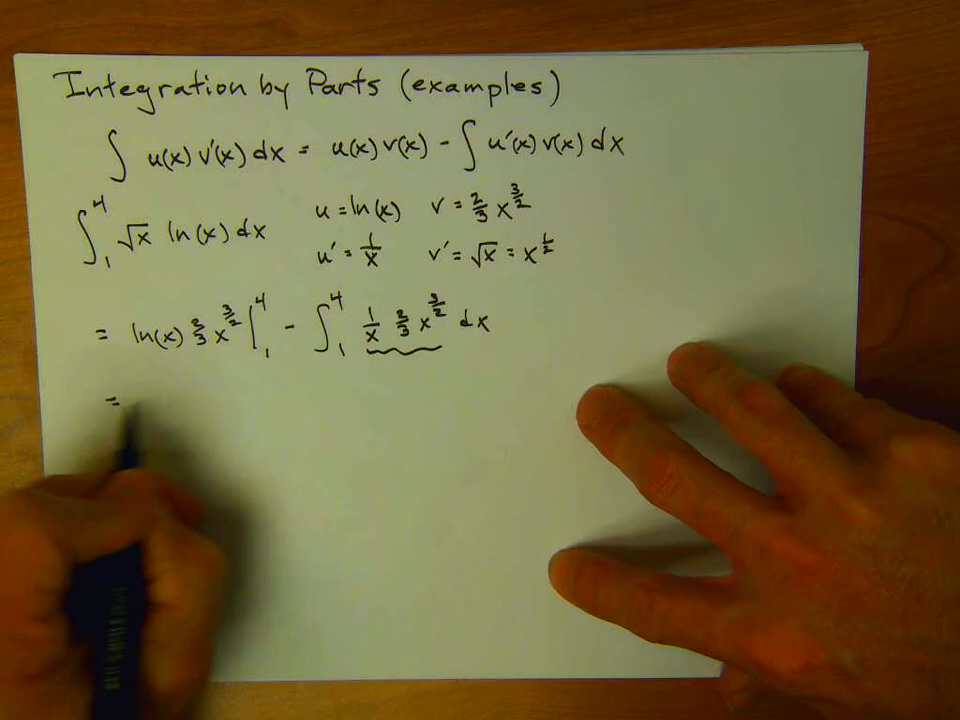 Integration by Parts (examples)
∫ u(x) v'(x) dx = u(x) v(x) - ∫ u'(x) v(x) dx
∫₁⁴ √x ln(x) dx   u = ln(x)   v = 2/3 x^(3/2)
u' = 1/x   v' = √x = x^(1/2)
= ln(x) 2/3 x^(3/2) |₁⁴ - ∫₁⁴ 1/x 2/3 x^(3/2) dx
=